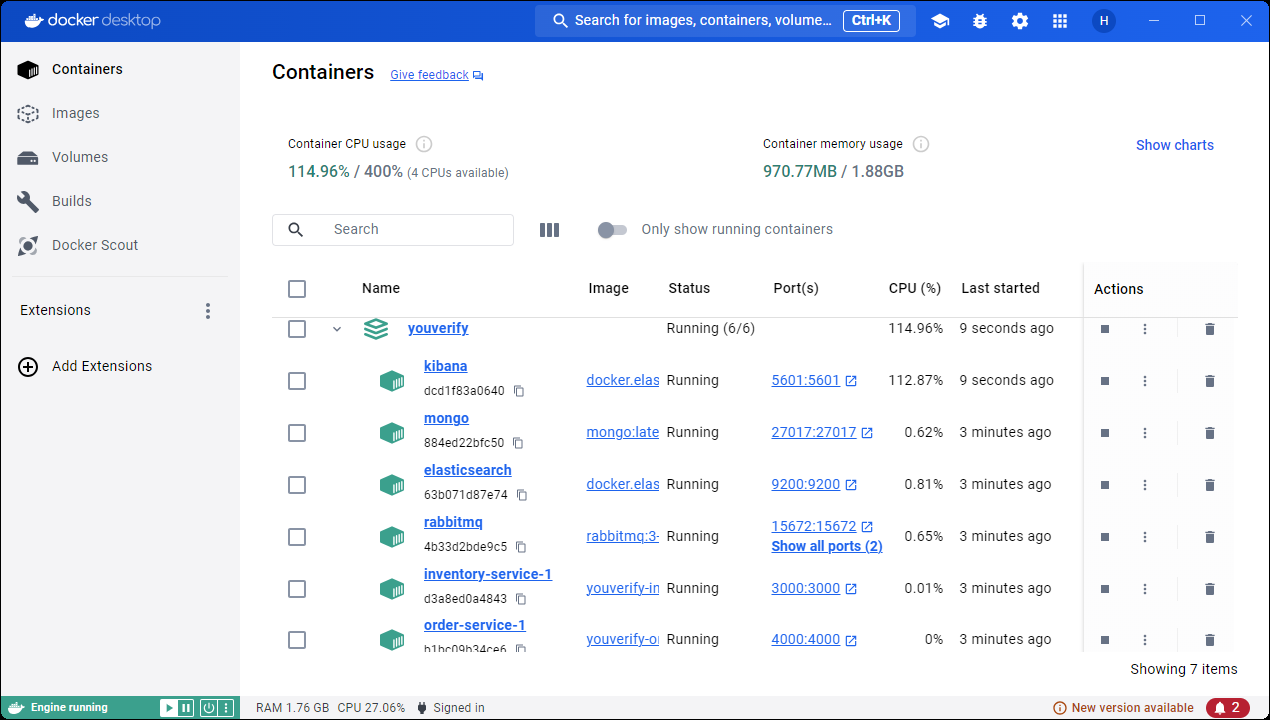 docker desktop
Search for images, containers, volume... Ctrl+K
H
Containers
Images
Volumes
Builds
Docker Scout
Extensions
Add Extensions
Containers Give feedback
Container CPU usage
114.96% / 400% (4 CPUs available)
Container memory usage
970.77MB / 1.88GB
Show charts
Search
Only show running containers
Name Image Status Port(s) CPU (%) Last started Actions
youverify Running (6/6) 114.96% 9 seconds ago
kibana
dcd1f83a0640
docker.elas Running 5601:5601 112.87% 9 seconds ago
mongo
884ed22bfc50
mongo:late Running 27017:27017 0.62% 3 minutes ago
elasticsearch
63b071d87e74
docker.elas Running 9200:9200 0.81% 3 minutes ago
rabbitmq
4b33d2bde9c5
rabbitmq:3- Running 15672:15672 0.65% 3 minutes ago
Show all ports (2)
inventory-service-1
d3a8ed0a4843
youverify-in Running 3000:3000 0.01% 3 minutes ago
order-service-1
b1bc09b34ce6
youverify-o Running 4000:4000 0% 3 minutes ago
Showing 7 items
Engine running
RAM 1.76 GB CPU 27.06% Signed in
New version available
2